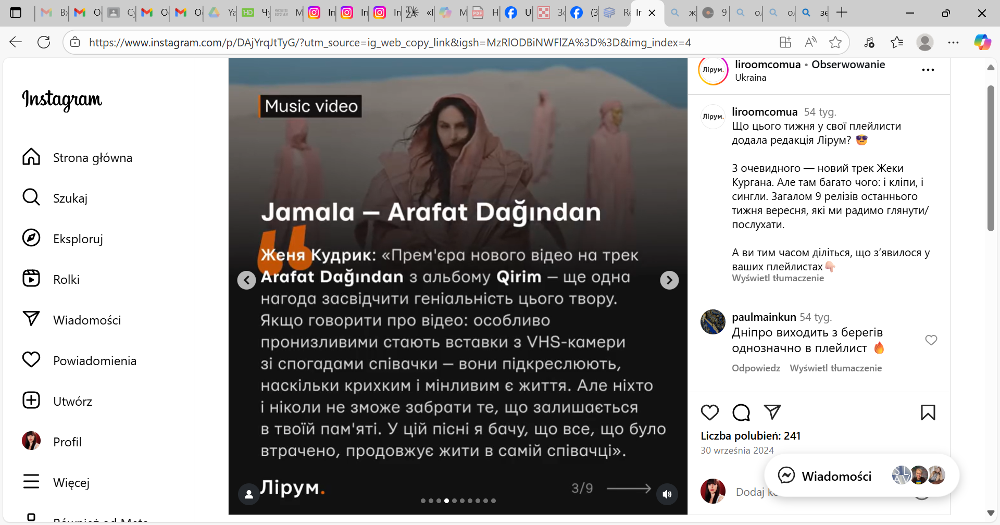 https://www.instagram.com/p/DAjYrqJtTyG/?utm_source=ig_web_copy_link&igsh=MzRlODBiNWFlZA%3D%3D&img_index=4
Instagram
Strona główna
Szukaj
Eksploruj
Rolki
Wiadomości
Powiadomienia
Utwórz
Profil
Więcej
Również od Meta
Music video
Jamala – Arafat Dağından
Женя Кудрик: «Прем'єра нового відео на трек
Arafat Dağından з альбому Qirim – ще одна
нагода засвідчити геніальність цього твору.
Якщо говорити про відео: особливо
пронизливими стають вставки з VHS-камери
зі спогадами співачки – вони підкреслюють,
наскільки крихким і мінливим є життя. Але ніхто
і ніколи не зможе забрати те, що залишається
в твоїй пам'яті. У цій пісні я бачу, що все, що було
втрачено, продовжує жити в самій співачці».
Лірум.
3/9
Лірум.
liroomcomua • Obserwowanie
Ukraina
Лірум.
liroomcomua 54 tyg.
Що цього тижня у свої плейлисти
додала редакція Лірум? 😎
З очевидного — новий трек Жеки
Кургана. Але там багато чого: і кліпи, і
сингли. Загалом 9 релізів останнього
тижня вересня, які ми радимо глянути/
послухати.
А ви тим часом діліться, що з’явилося у
ваших плейлистах👇🏻
Wyświetl tłumaczenie
paulmainkun 54 tyg.
Дніпро виходить з берегів
однозначно в плейлист 🔥
Odpowiedz Wyświetl tłumaczenie
Liczba polubień: 241
30 września 2024
Wiadomości
Dodaj